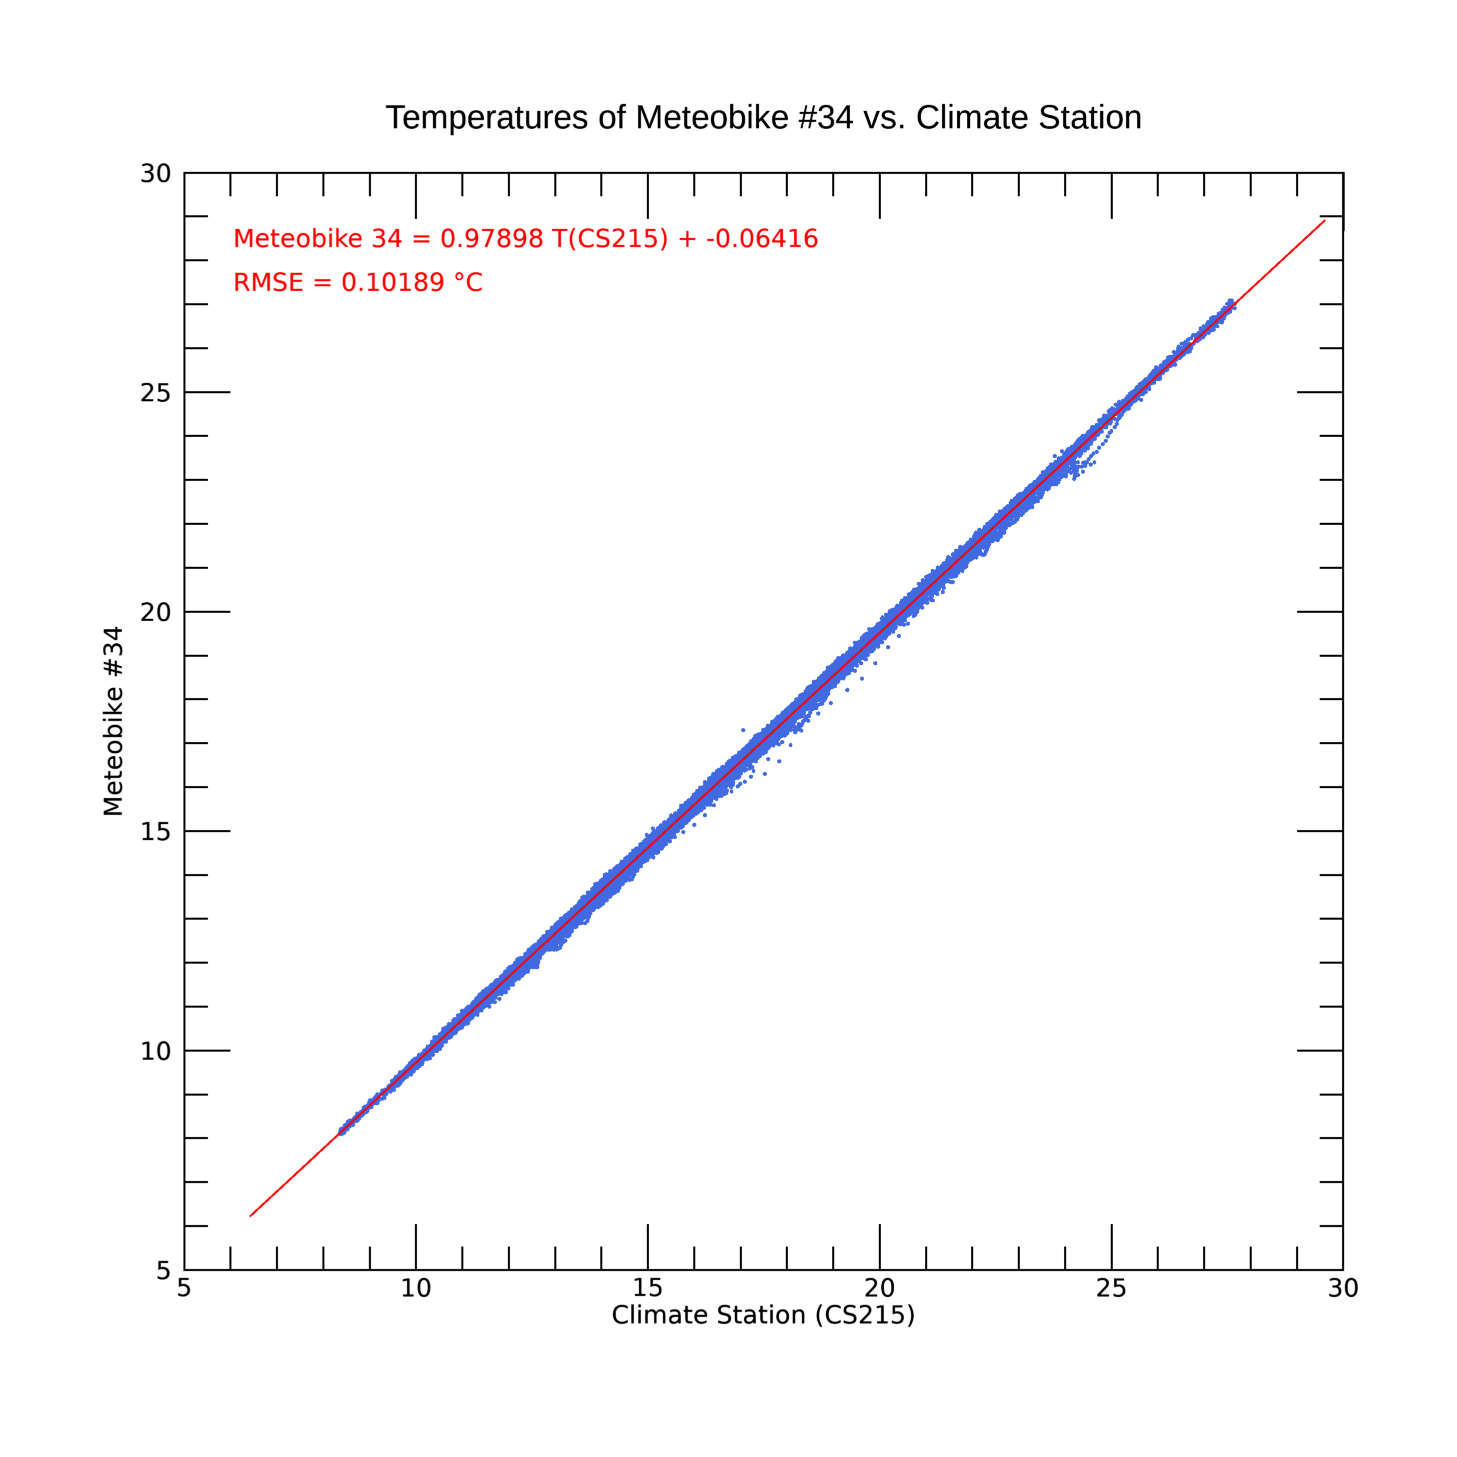 Temperatures of Meteobike #34 vs. Climate Station
30
Meteobike 34 = 0.97898 T(CS215) + -0.06416
RMSE = 0.10189 °C
25
20
Meteobike #34
15
10
5
5 10 15 20 25 30
Climate Station (CS215)